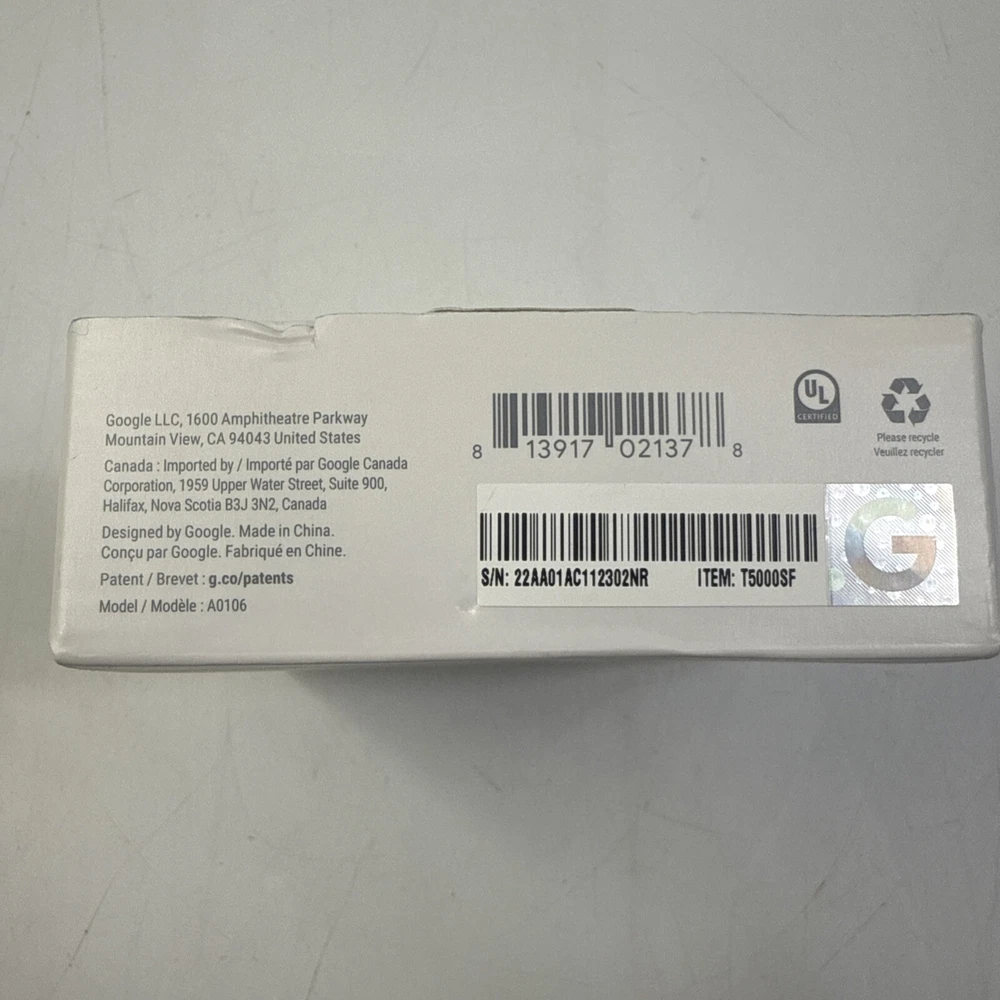 Google LLC, 1600 Amphitheatre Parkway
Mountain View, CA 94043 United States
Canada : Imported by / Importé par Google Canada
Corporation, 1959 Upper Water Street, Suite 900,
Halifax, Nova Scotia B3J 3N2, Canada
Designed by Google. Made in China.
Conçu par Google. Fabriqué en Chine.
Patent / Brevet : g.co/patents
Model / Modèle : A0106
8 13917 02137 8
UL
CERTIFIED
Please recycle
Veuillez recycler
S/N: 22AA01AC112302NR ITEM: T5000SF
G